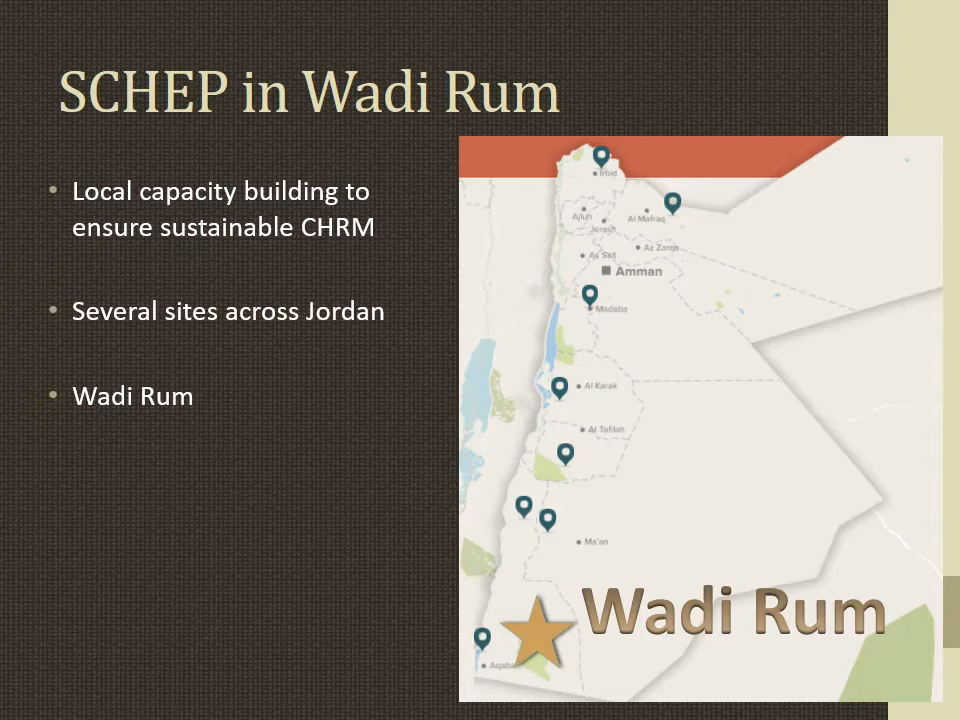 SCHEP in Wadi Rum
• Local capacity building to
ensure sustainable CHRM
• Several sites across Jordan
• Wadi Rum
Irbid
Ajlun
Al Mafraq
Jerash
Az Zarqa
As Salt
Amman
Madaba
Al Karak
At Tafilah
Ma'an
Wadi Rum
Aqaba